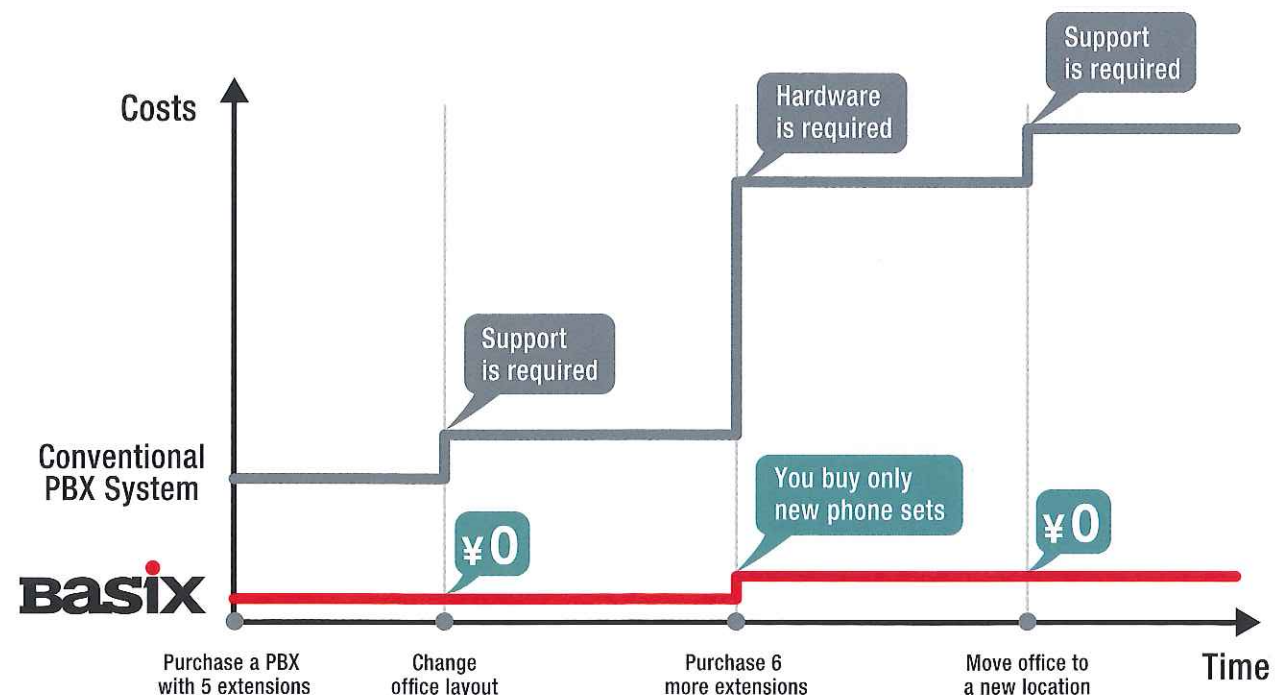 Costs
Support
is required
Hardware
is required
Support
is required
Conventional
PBX System
You buy only
new phone sets
¥0
¥0
BASiX
Purchase a PBX
with 5 extensions
Change
office layout
Purchase 6
more extensions
Move office to
a new location
Time